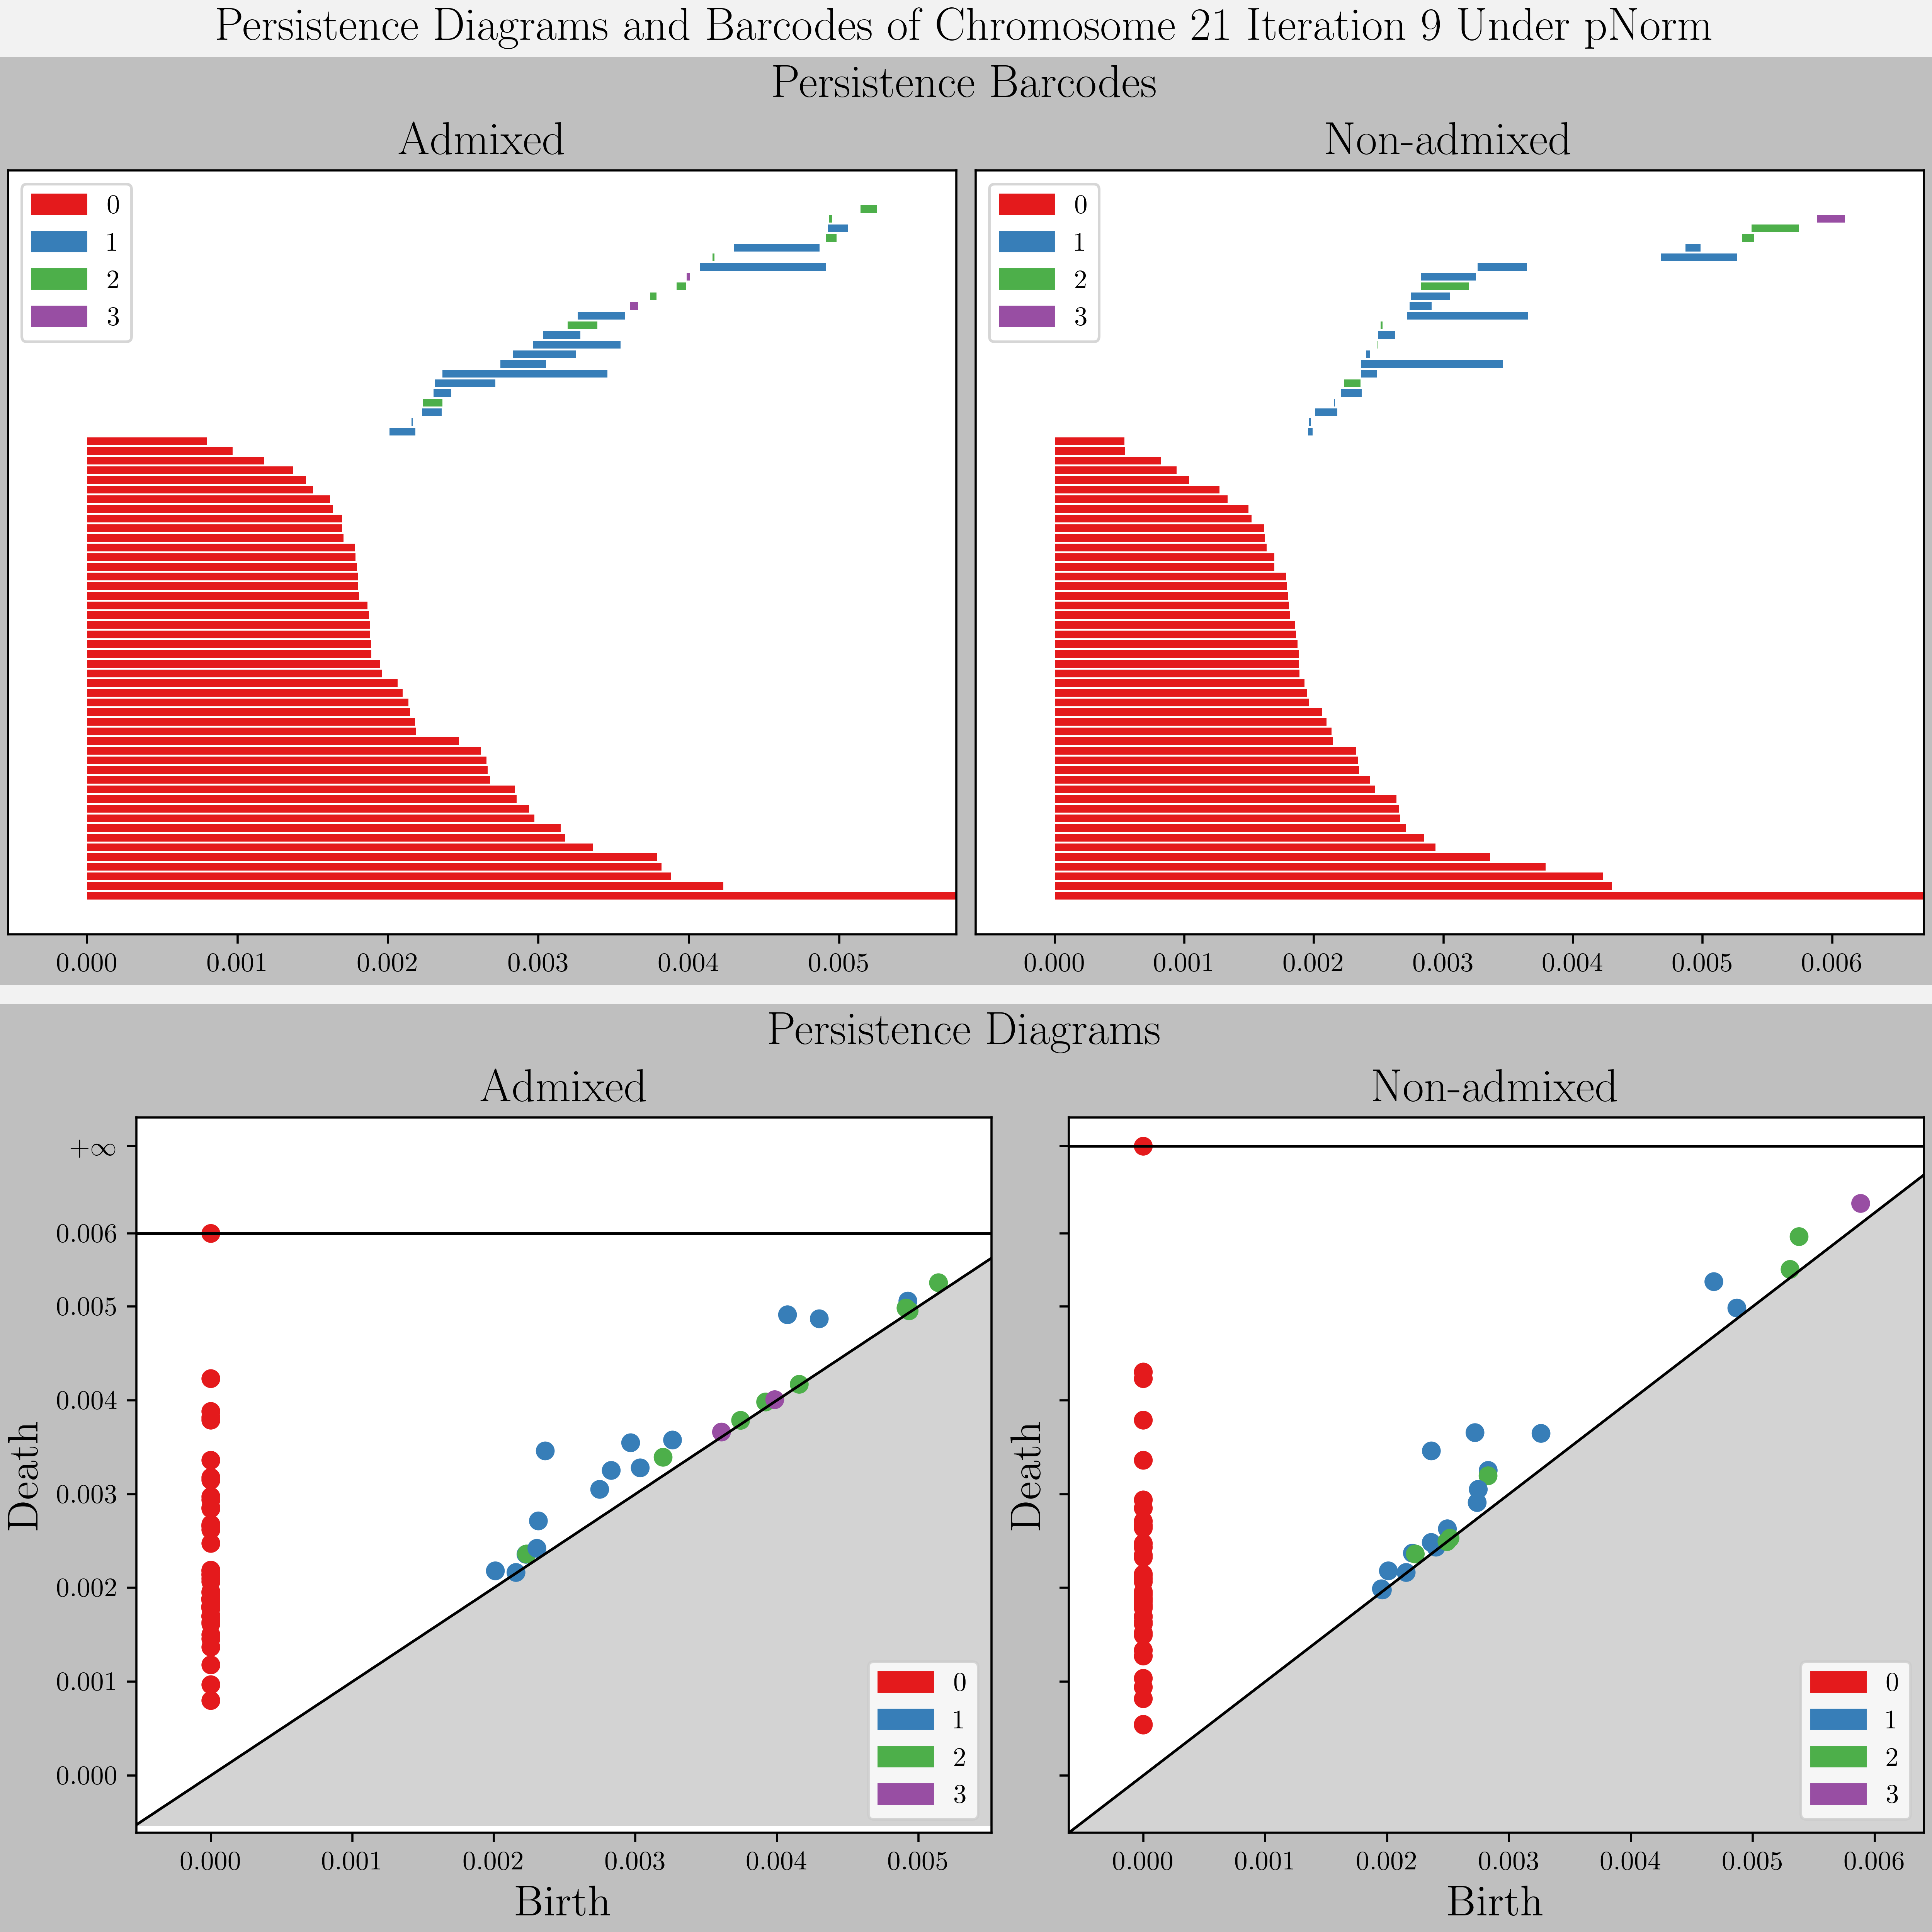 Persistence Diagrams and Barcodes of Chromosome 21 Iteration 9 Under pNorm
Persistence Barcodes
Admixed
Non-admixed
0
1
2
3
0
1
2
3
0.000 0.001 0.002 0.003 0.004 0.005
0.000 0.001 0.002 0.003 0.004 0.005 0.006
Persistence Diagrams
Admixed
Non-admixed
Death
+∞
0.006
0.005
0.004
0.003
0.002
0.001
0.000
0
1
2
3
0.000 0.001 0.002 0.003 0.004 0.005
Birth
Death
0
1
2
3
0.000 0.001 0.002 0.003 0.004 0.005 0.006
Birth